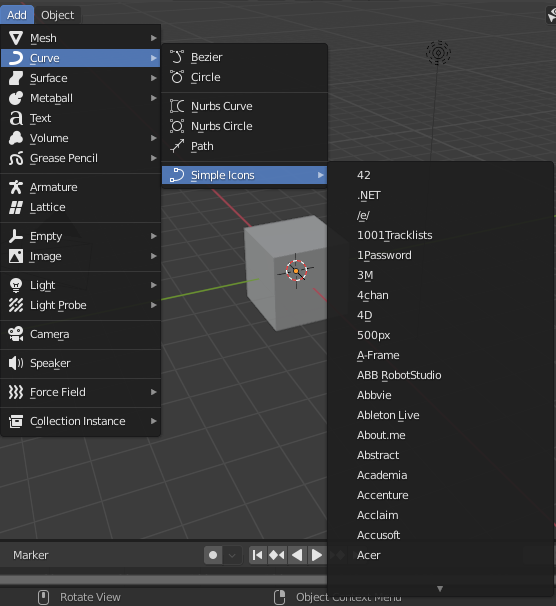 Add Object
Mesh
Curve
Surface
Metaball
Text
Volume
Grease Pencil
Armature
Lattice
Empty
Image
Light
Light Probe
Camera
Speaker
Force Field
Collection Instance
Bezier
Circle
Nurbs Curve
Nurbs Circle
Path
Simple Icons
42
.NET
/e/
1001Tracklists
1Password
3M
4chan
4D
500px
A-Frame
ABB RobotStudio
Abbvie
Ableton Live
About.me
Abstract
Academia
Accenture
Acclaim
Accusoft
Acer
Marker
Rotate View
Object Context Menu